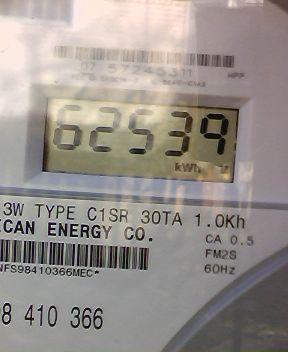 62539
kWh
3W TYPE C1SR 30TA 1.0Kh
ICAN ENERGY CO.
CA 0.5
FM2S
60Hz
NFS98410366MEC*
8 410 366